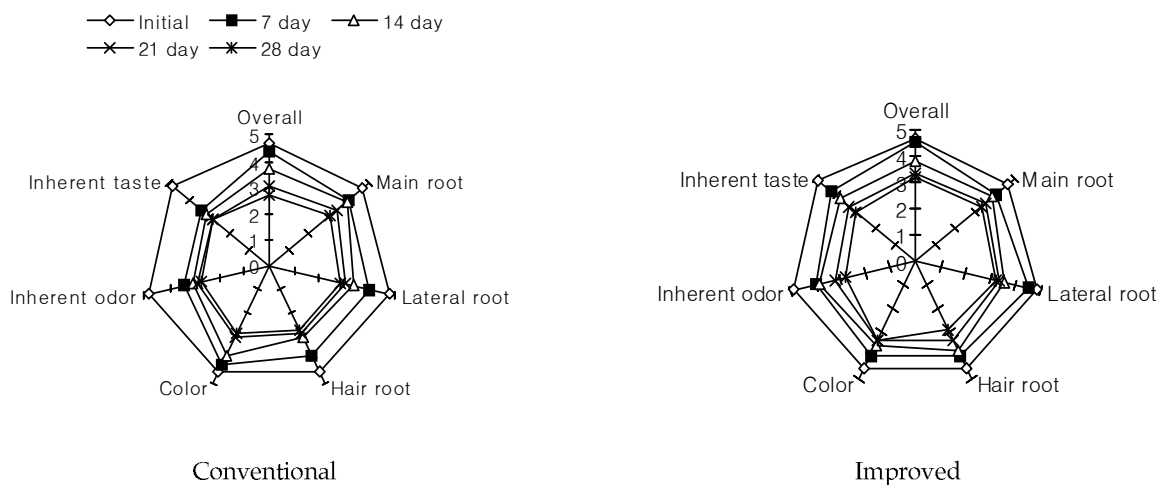 Initial 7 day 14 day
21 day 28 day
Overall
5
4
3
2
1
0
Main root
Lateral root
Hair root
Color
Inherent odor
Inherent taste
Conventional
Overall
5
4
3
2
1
0
Main root
Lateral root
Hair root
Color
Inherent odor
Inherent taste
Improved